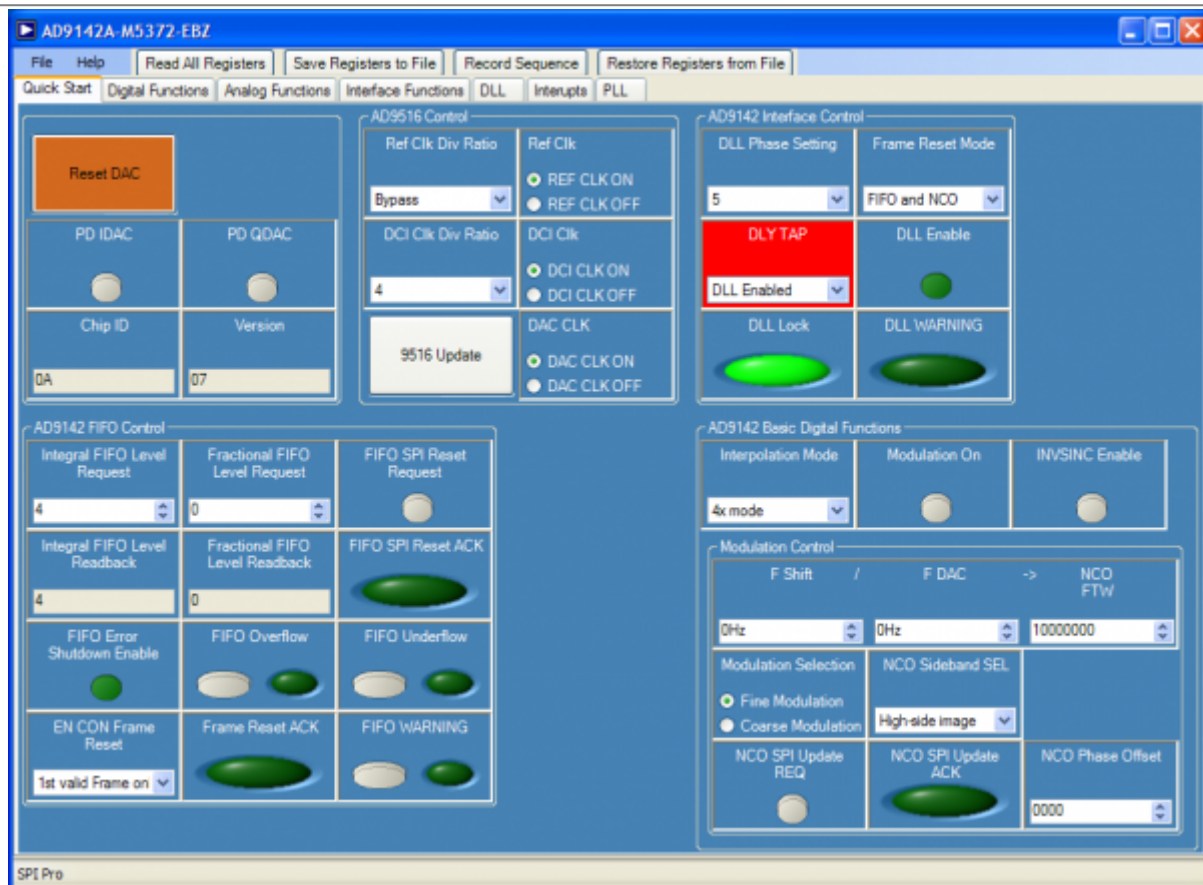 AD9142A-M5372-EBZ
File Help Read All Registers Save Registers to File Record Sequence Restore Registers from File
Quick Start Digital Functions Analog Functions Interface Functions DLL Interupts PLL
Reset DAC
PD IDAC PD QDAC
Chip ID Version
0A 07
AD9516 Control
Ref Clk Div Ratio Ref Clk
REF CLK ON
Bypass REF CLK OFF
DCI Clk Div Ratio DCI Clk
DCI CLK ON
4 DCI CLK OFF
DAC CLK
9516 Update DAC CLK ON
DAC CLK OFF
AD9142 Interface Control
DLL Phase Setting Frame Reset Mode
5 FIFO and NCO
DLY TAP DLL Enable
DLL Enabled
DLL Lock DLL WARNING
AD9142 FIFO Control
Integral FIFO Level Fractional FIFO FIFO SPI Reset
Request Level Request Request
4 0
Integral FIFO Level Fractional FIFO FIFO SPI Reset ACK
Readback Level Readback
4 0
FIFO Error FIFO Overflow FIFO Underflow
Shutdown Enable
EN CON Frame Frame Reset ACK FIFO WARNING
Reset
1st valid Frame on
AD9142 Basic Digital Functions
Interpolation Mode Modulation On INVSINC Enable
4x mode
Modulation Control
F Shift / F DAC -> NCO
FTW
0Hz 0Hz 10000000
Modulation Selection NCO Sideband SEL
Fine Modulation
Coarse Modulation High-side image
NCO SPI Update NCO SPI Update NCO Phase Offset
REQ ACK
0000
SPI Pro